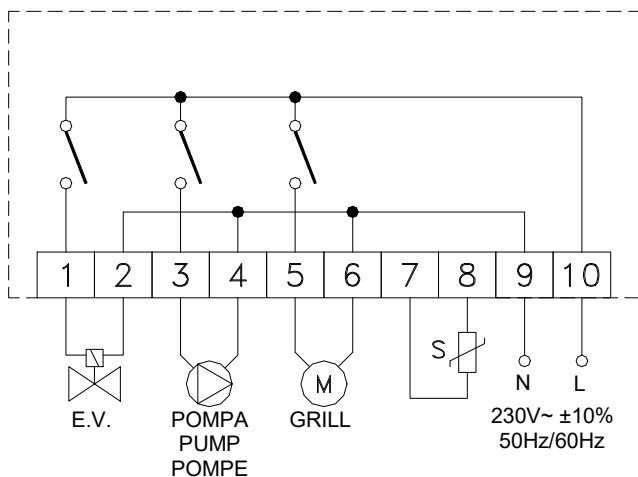 1 2 3 4 5 6 7 8 9 10
S
M
N L
E.V.
POMPA
PUMP
POMPE
GRILL
230V~ ±10%
50Hz/60Hz